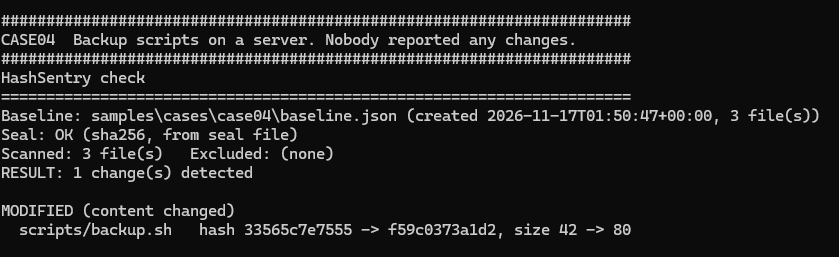 ######################################################################
CASE04  Backup scripts on a server. Nobody reported any changes.
######################################################################
HashSentry check
======================================================================
Baseline: samples\cases\case04\baseline.json (created 2026-11-17T01:50:47+00:00, 3 file(s))
Seal: OK (sha256, from seal file)
Scanned: 3 file(s)   Excluded: (none)
RESULT: 1 change(s) detected

MODIFIED (content changed)
  scripts/backup.sh   hash 33565c7e7555 -> f59c0373a1d2, size 42 -> 80